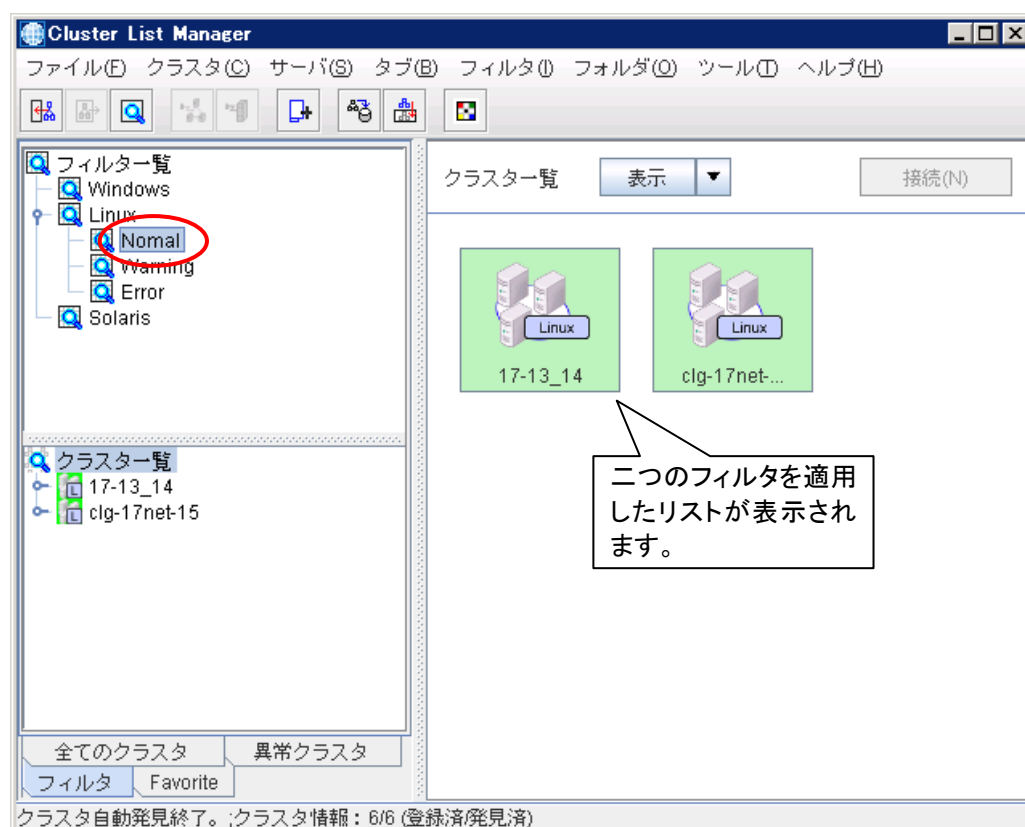 Cluster List Manager
ファイル(F) クラスタ(C) サーバ(S) タブ(B) フィルタ(I) フォルダ(O) ツール(T) ヘルプ(H)
フィルタ一覧
Windows
Linux
Nomal
Warning
Error
Solaris
クラスタ一覧
17-13_14
clg-17net-15
全てのクラスタ 異常クラスタ
フィルタ Favorite
クラスタ一覧 表示 接続(N)
Linux Linux
17-13_14 clg-17net-...
二つのフィルタを適用
したリストが表示され
ます。
クラスタ自動発見終了。;クラスタ情報：6/6 (登録済/発見済)